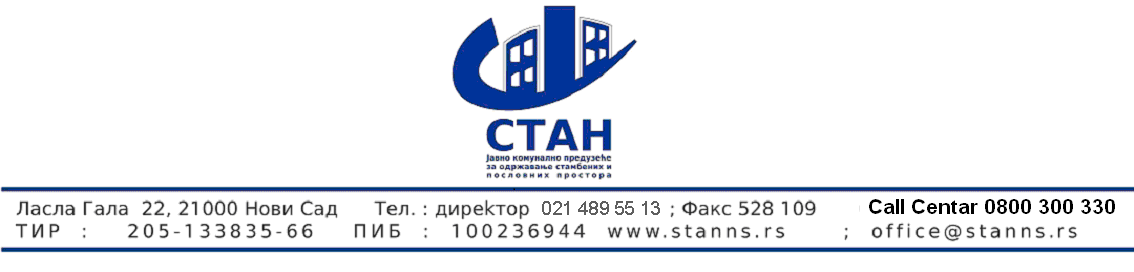 СТАН
Јавно комунално предузеће
за одржавање стамбених и
пословних простора
Ласла Гала 22, 21000 Нови Сад Тел. : диреkтор 021 489 55 13 ; Факс 528 109 Call Centar 0800 300 330
ТИР : 205-133835-66 ПИБ : 100236944 www.stanns.rs ; office@stanns.rs